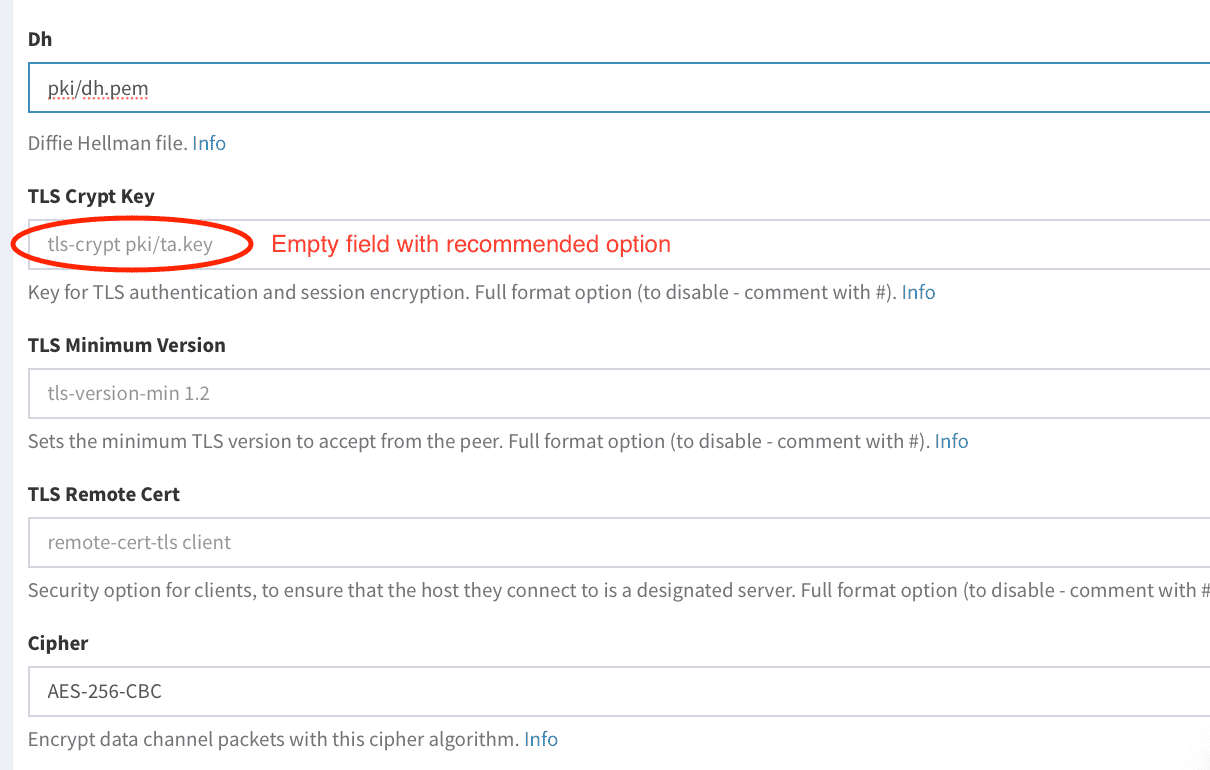 Dh
pki/dh.pem
Diffie Hellman file. Info
TLS Crypt Key
tls-crypt pki/ta.key Empty field with recommended option
Key for TLS authentication and session encryption. Full format option (to disable - comment with #). Info
TLS Minimum Version
tls-version-min 1.2
Sets the minimum TLS version to accept from the peer. Full format option (to disable - comment with #). Info
TLS Remote Cert
remote-cert-tls client
Security option for clients, to ensure that the host they connect to is a designated server. Full format option (to disable - comment with #
Cipher
AES-256-CBC
Encrypt data channel packets with this cipher algorithm. Info